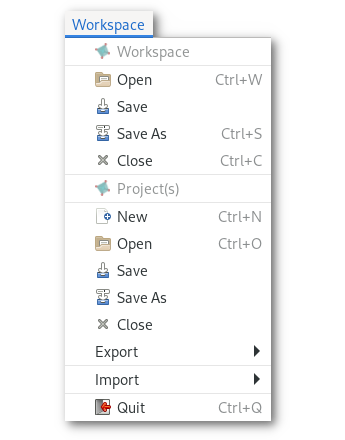 Workspace
Workspace
Open Ctrl+W
Save
Save As Ctrl+S
Close Ctrl+C
Project(s)
New Ctrl+N
Open Ctrl+O
Save
Save As
Close
Export
Import
Quit Ctrl+Q